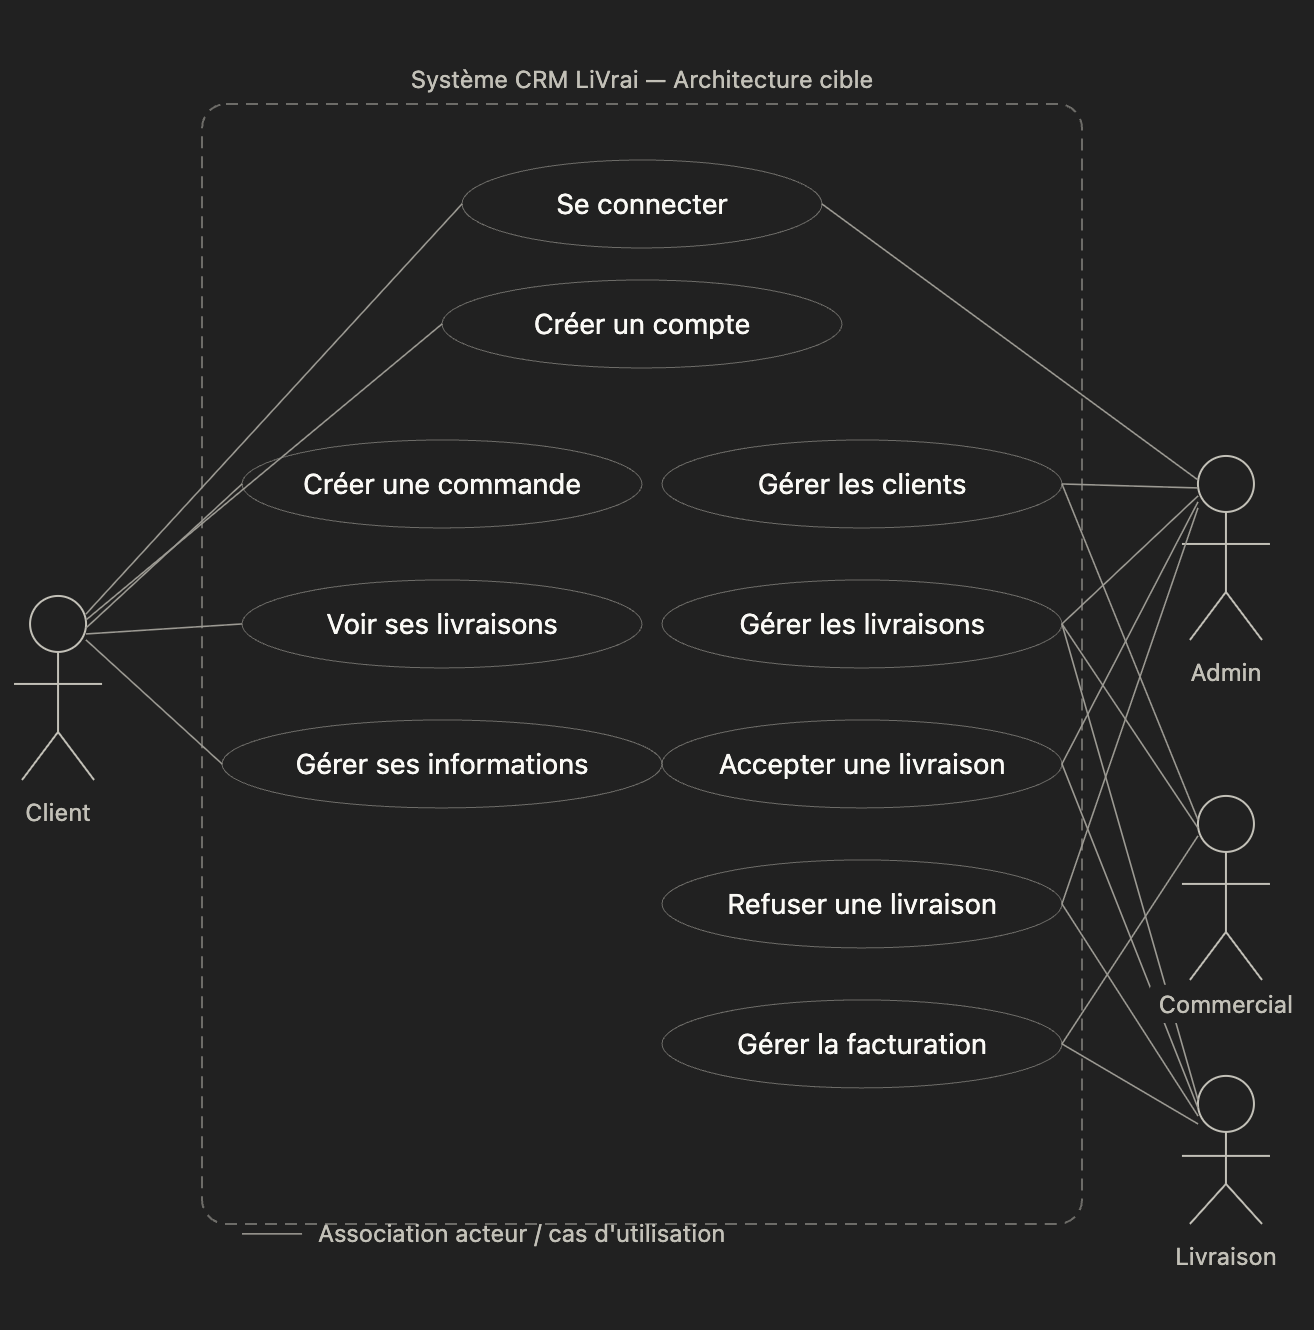 Système CRM LiVrai — Architecture cible
Se connecter
Créer un compte
Créer une commande
Gérer les clients
Voir ses livraisons
Gérer les livraisons
Admin
Gérer ses informations
Accepter une livraison
Client
Refuser une livraison
Commercial
Gérer la facturation
Association acteur / cas d'utilisation
Livraison